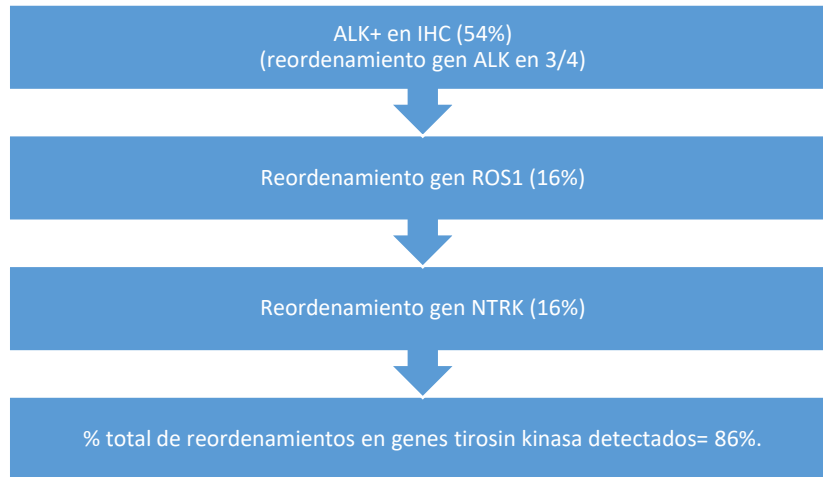 ALK+ en IHC (54%)
(reordenamiento gen ALK en 3/4)
Reordenamiento gen ROS1 (16%)
Reordenamiento gen NTRK (16%)
% total de reordenamientos en genes tirosin kinasa detectados= 86%.